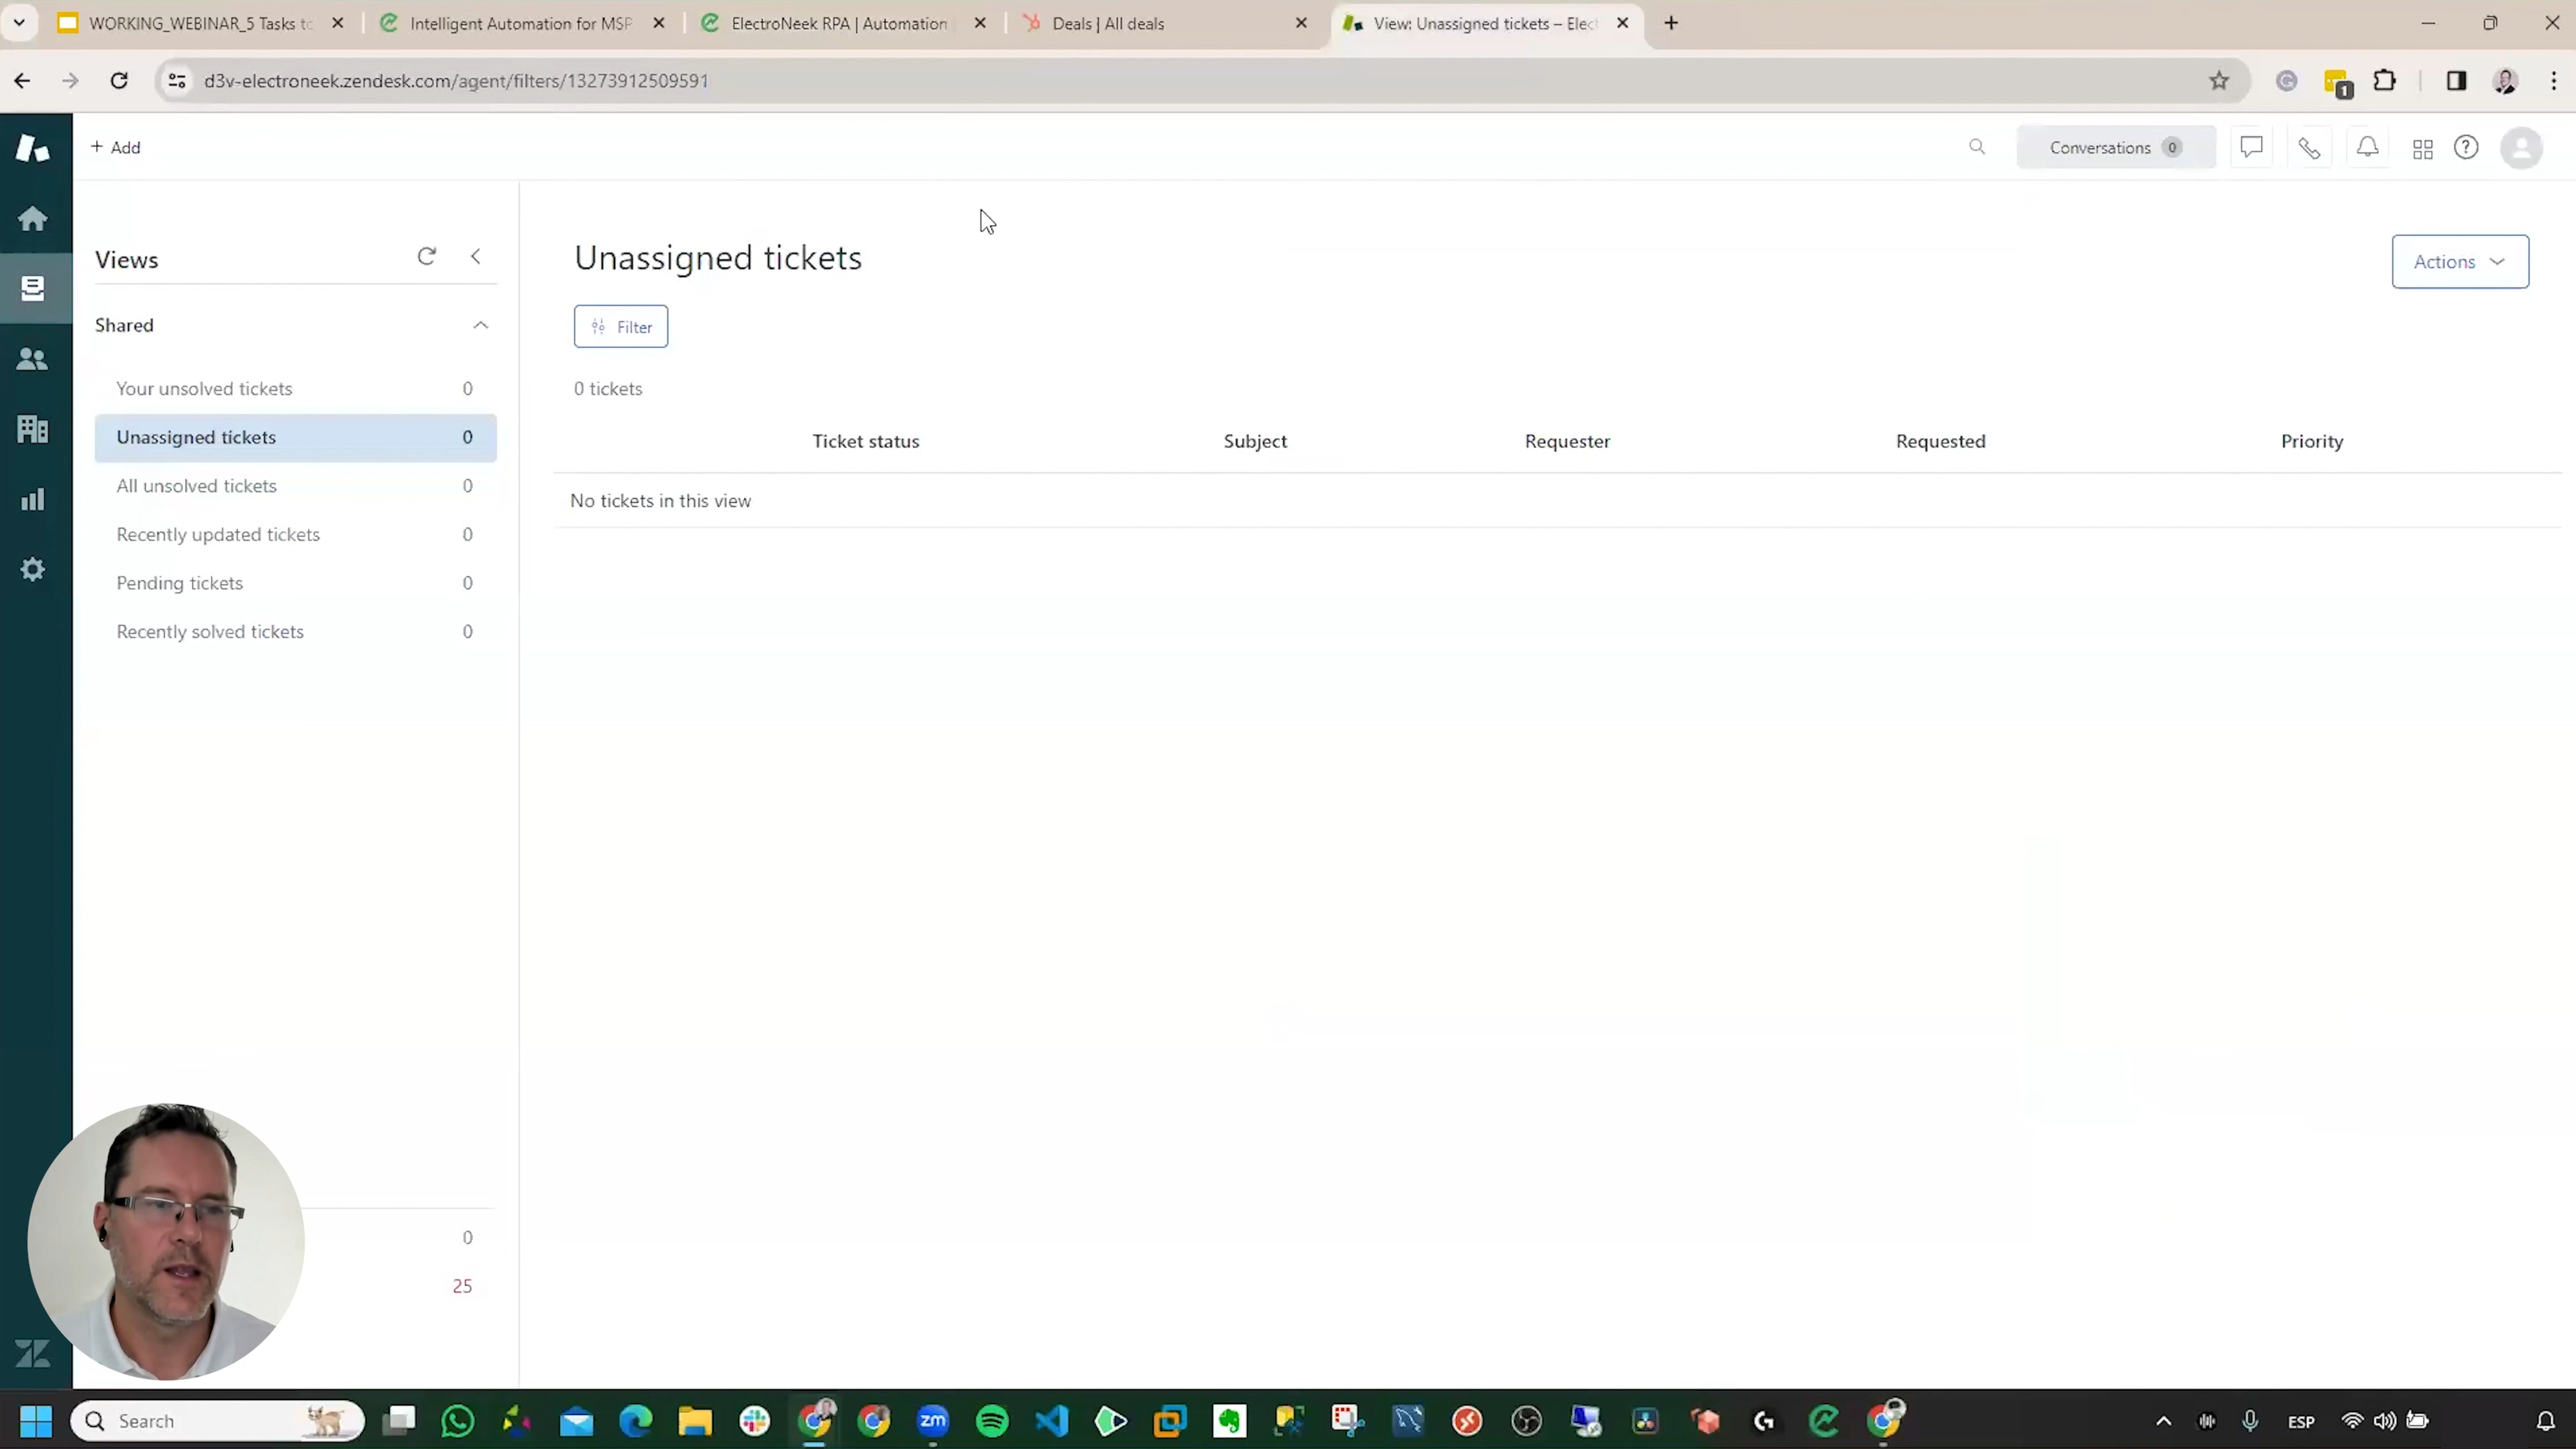 WORKING_WEBINAR_5 Tasks to
Intelligent Automation for MSP
ElectroNeek RPA | Automation
Deals | All deals
View: Unassigned tickets – Elec
d3v-electroneek.zendesk.com/agent/filters/13273912509591
1
+ Add
Conversations 0
Views
Shared
Your unsolved tickets 0
Unassigned tickets 0
All unsolved tickets 0
Recently updated tickets 0
Pending tickets 0
Recently solved tickets 0
0
25
Unassigned tickets
Actions
Filter
0 tickets
Ticket status Subject Requester Requested Priority
No tickets in this view
Search
zm
ESP